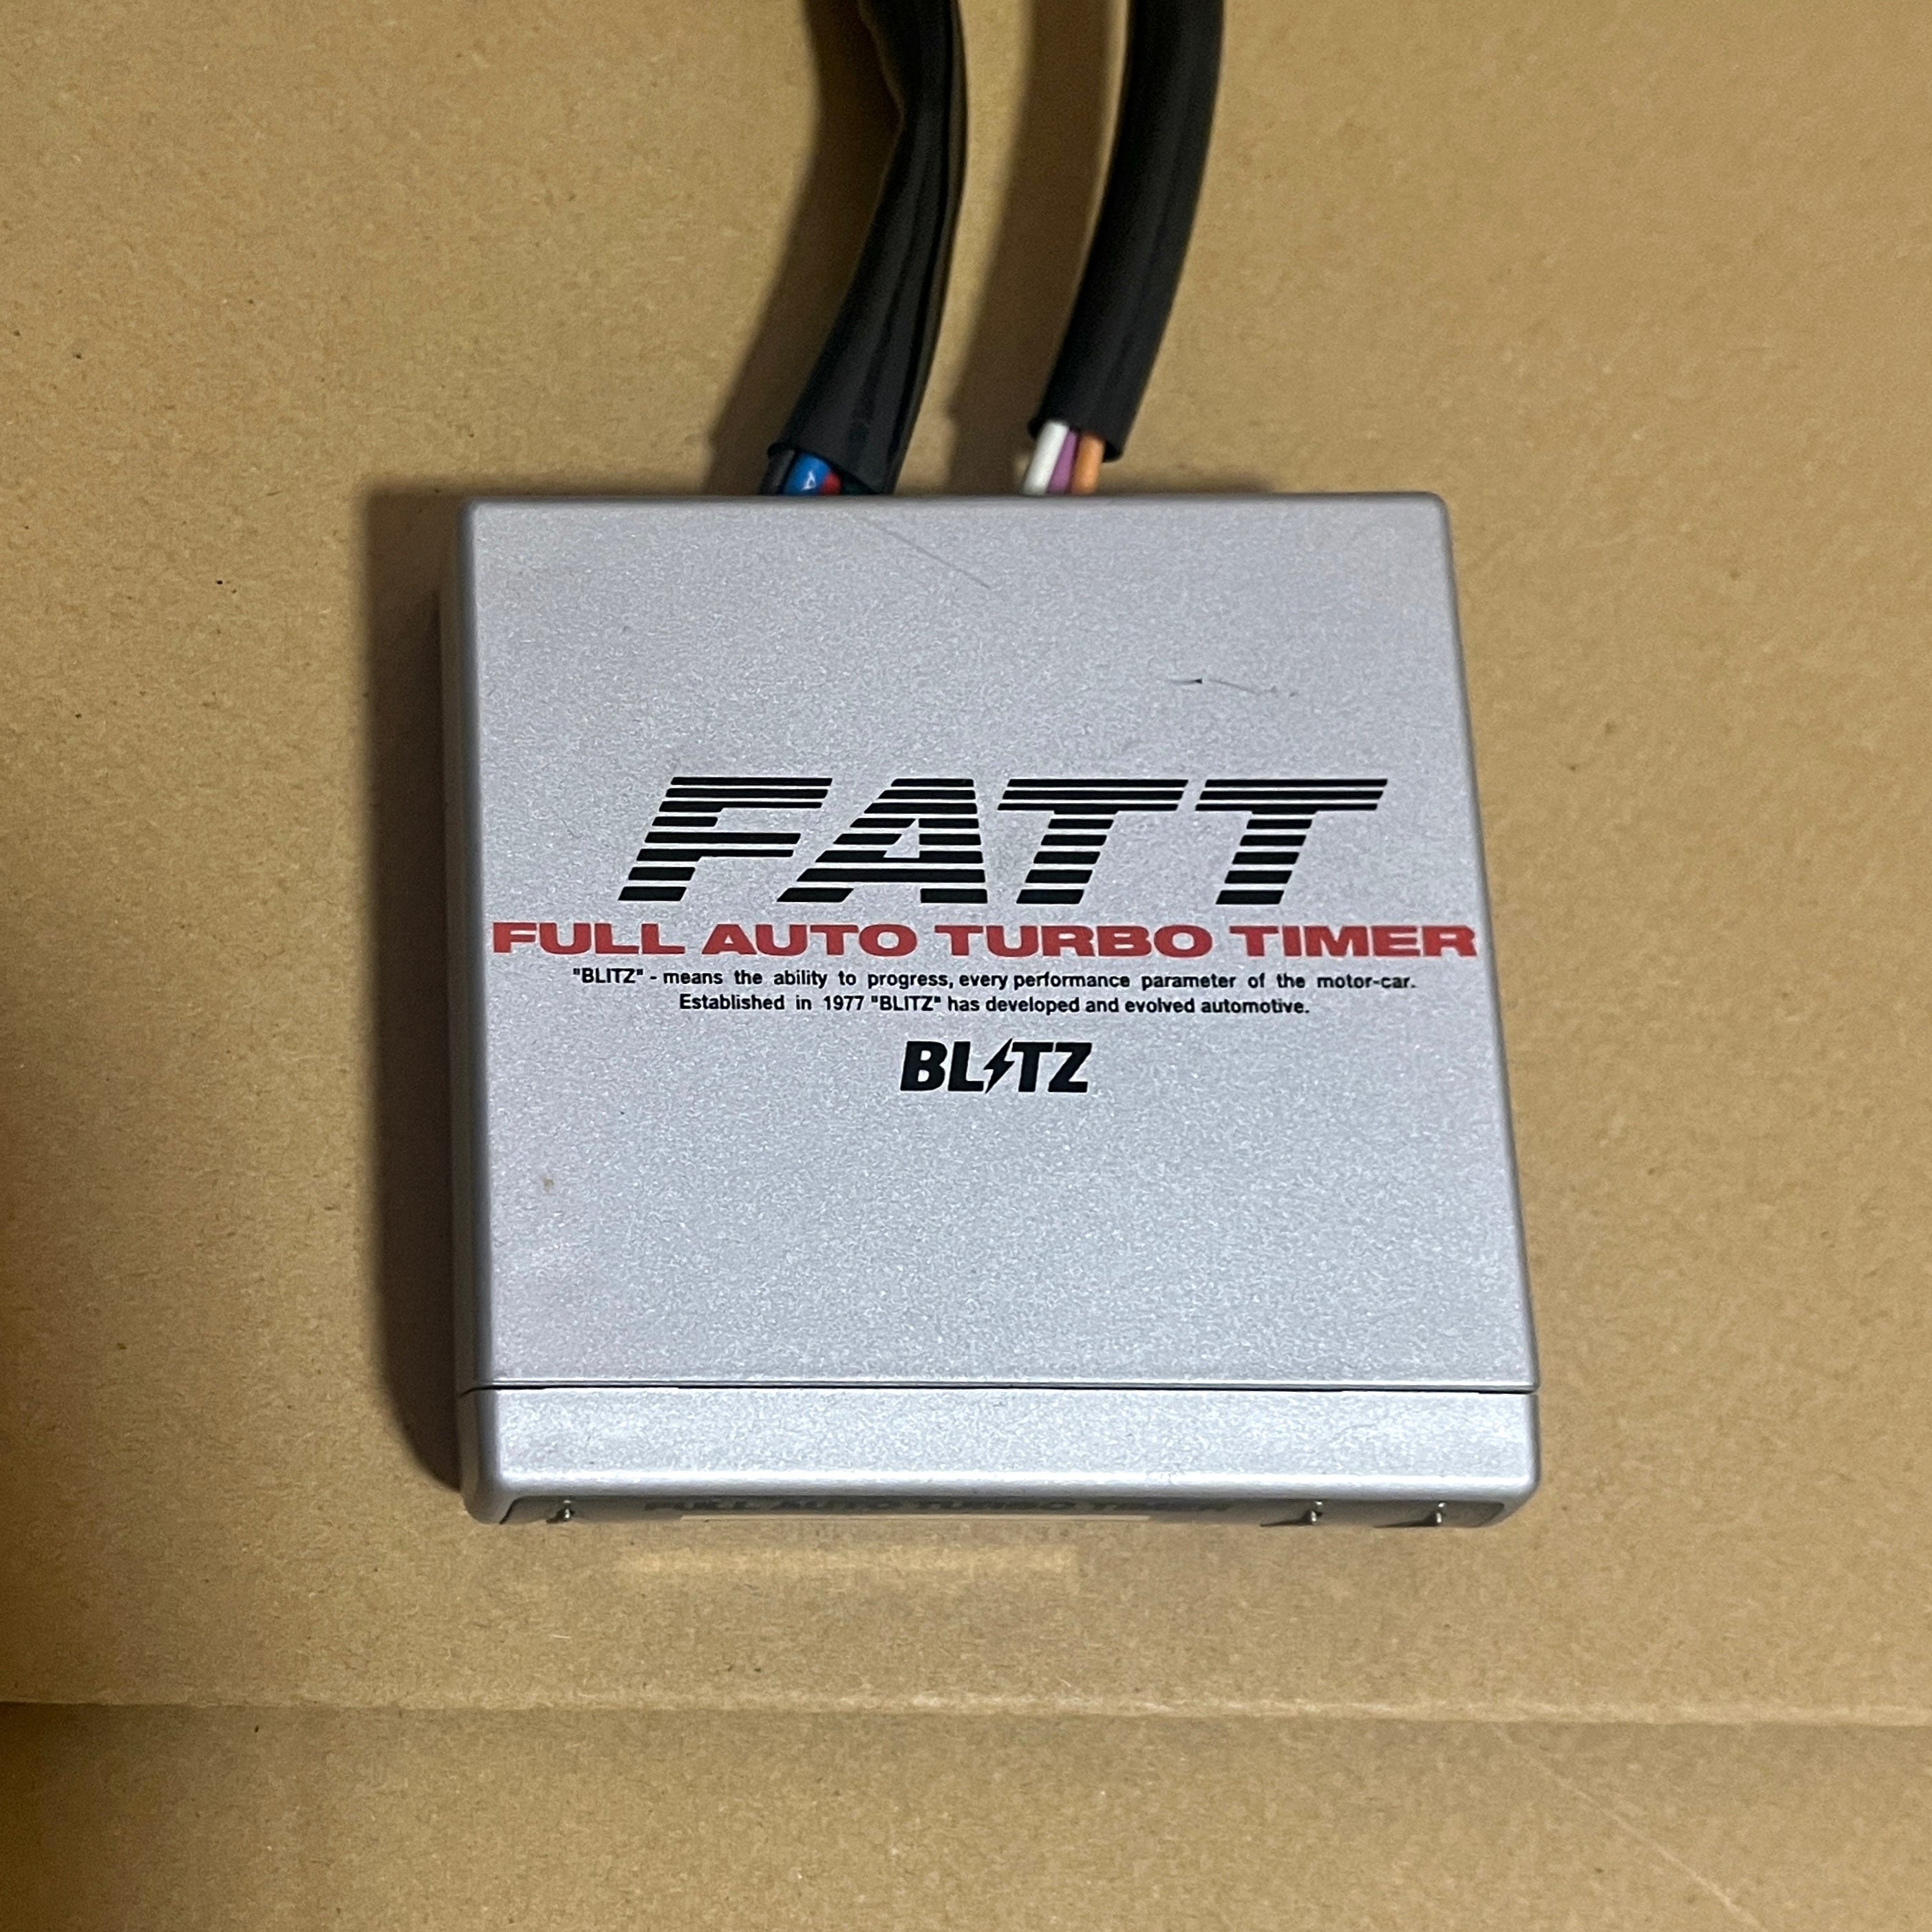 FATT
FULL AUTO TURBO TIMER
"BLITZ" - means the ability to progress, every performance parameter of the motor-car.
Established in 1977 "BLITZ" has developed and evolved automotive.
BLITZ
FULL AUTO TURBO TIMER